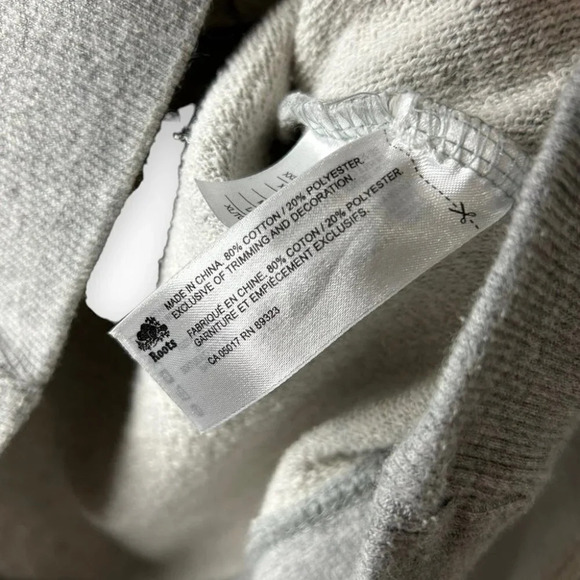 MADE IN CHINA. 80% COTTON / 20% POLYESTER.
EXCLUSIVE OF TRIMMING AND DECORATION.
FABRIQUÉ EN CHINE. 80% COTON / 20% POLYESTER.
GARNITURE ET EMPIÈCEMENT EXCLUSIFS.
CA 05017 RN 89323
Roots